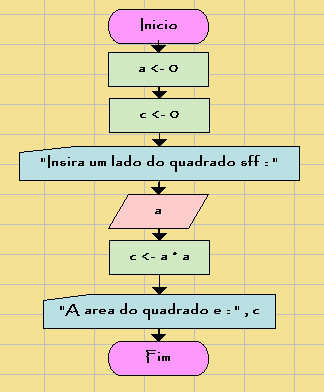 Inicio
a <- 0
c <- 0
"Insira um lado do quadrado sff : "
a
c <- a * a
"A area do quadrado e : " , c
Fim